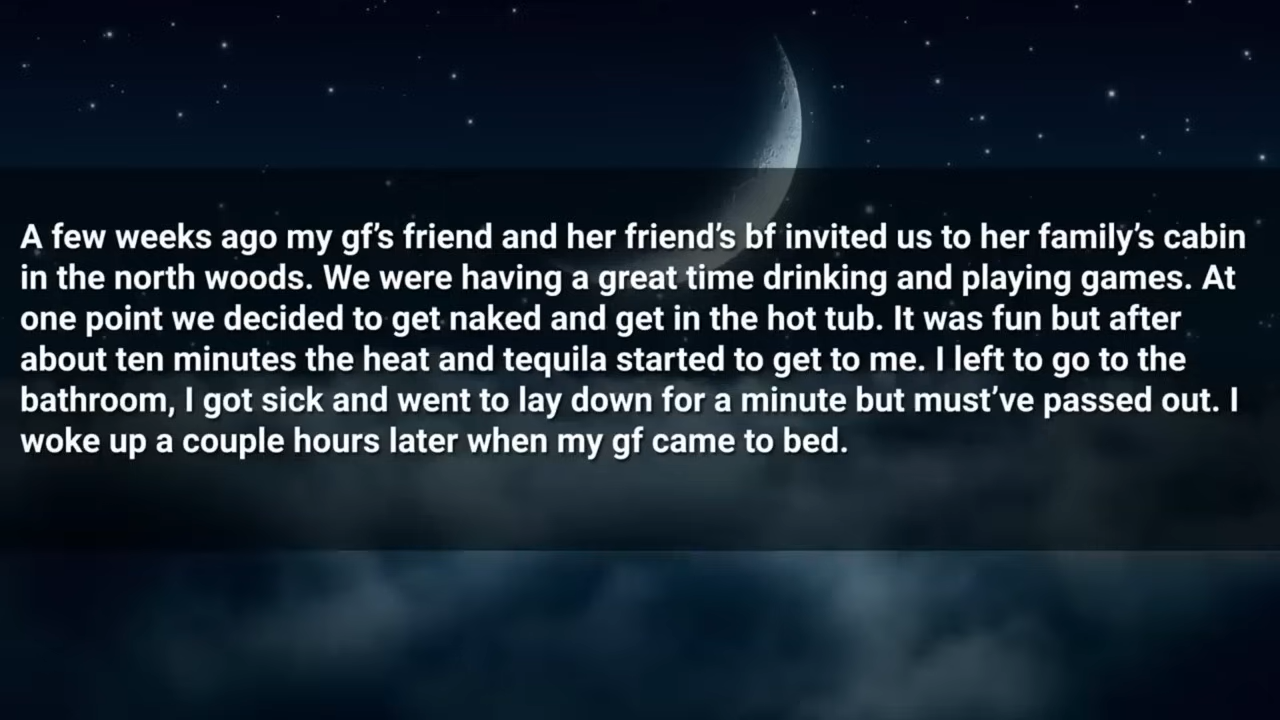 A few weeks ago my gf’s friend and her friend’s bf invited us to her family’s cabin
in the north woods. We were having a great time drinking and playing games. At
one point we decided to get naked and get in the hot tub. It was fun but after
about ten minutes the heat and tequila started to get to me. I left to go to the
bathroom, I got sick and went to lay down for a minute but must’ve passed out. I
woke up a couple hours later when my gf came to bed.